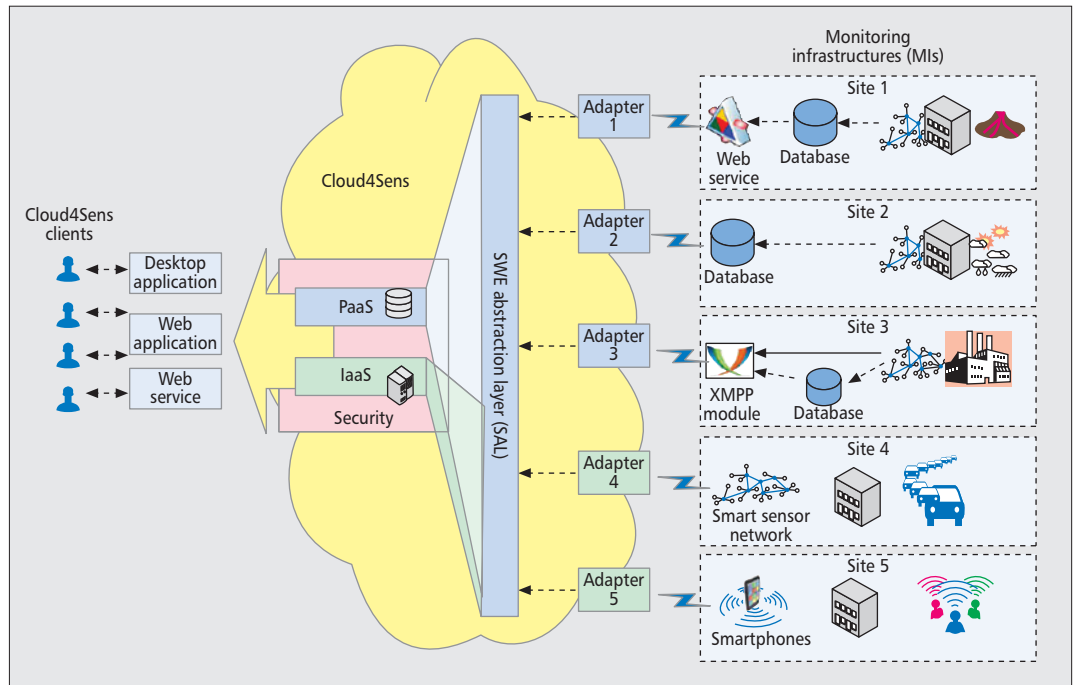 Monitoring
infrastructures (MIs)
Site 1
Adapter
1
Web
service
Database
Cloud4Sens
Cloud4Sens
clients
Site 2
Adapter
2
Database
Desktop
application
SWE abstraction layer (SAL)
PaaS
Web
application
Site 3
Adapter
3
XMPP
module
Database
IaaS
Web
service
Security
Site 4
Adapter
4
Smart sensor
network
Site 5
Adapter
5
Smartphones